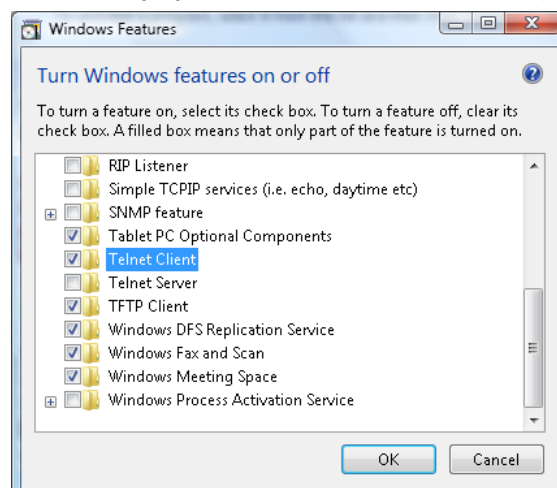 Windows Features
Turn Windows features on or off
To turn a feature on, select its check box. To turn a feature off, clear its
check box. A filled box means that only part of the feature is turned on.
RIP Listener
Simple TCPIP services (i.e. echo, daytime etc)
SNMP feature
Tablet PC Optional Components
Telnet Client
Telnet Server
TFTP Client
Windows DFS Replication Service
Windows Fax and Scan
Windows Meeting Space
Windows Process Activation Service
OK Cancel